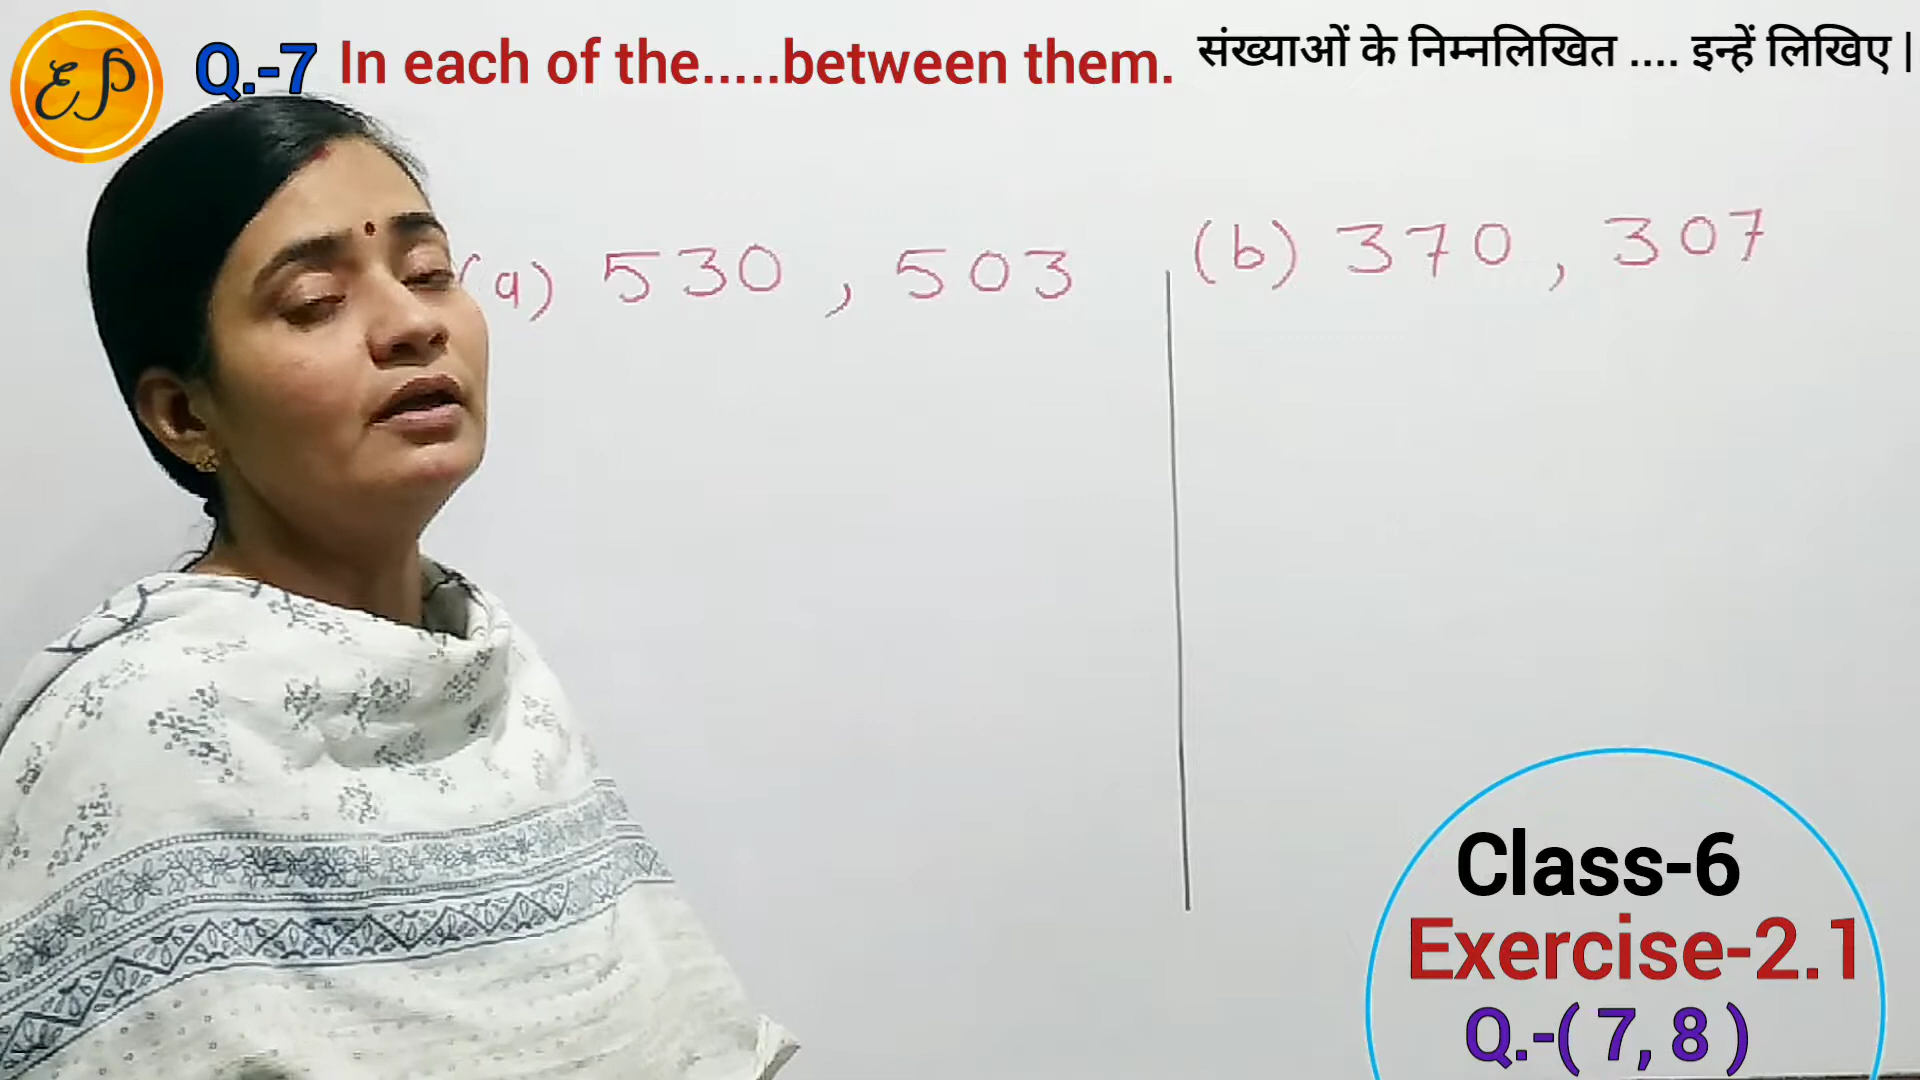 EP
Q.-7 In each of the.....between them. संख्याओं के निम्नलिखित .... इन्हें लिखिए |
(a) 530 , 503
(b) 370 , 307
Class-6
Exercise-2.1
Q.-( 7, 8 )